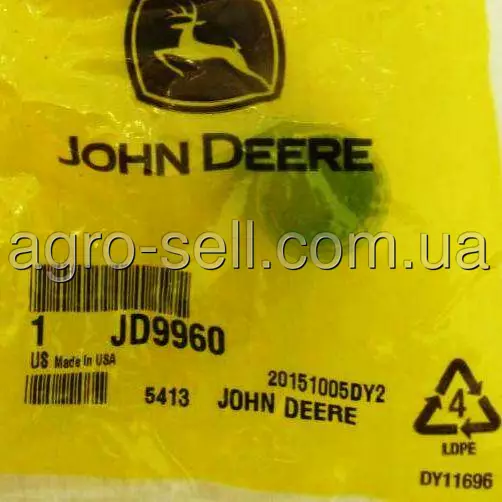 JOHN DEERE
agro-sell.com.ua
1 JD9960
US Made In USA
20151005DY2
5413 JOHN DEERE
4
LDPE
DY11696